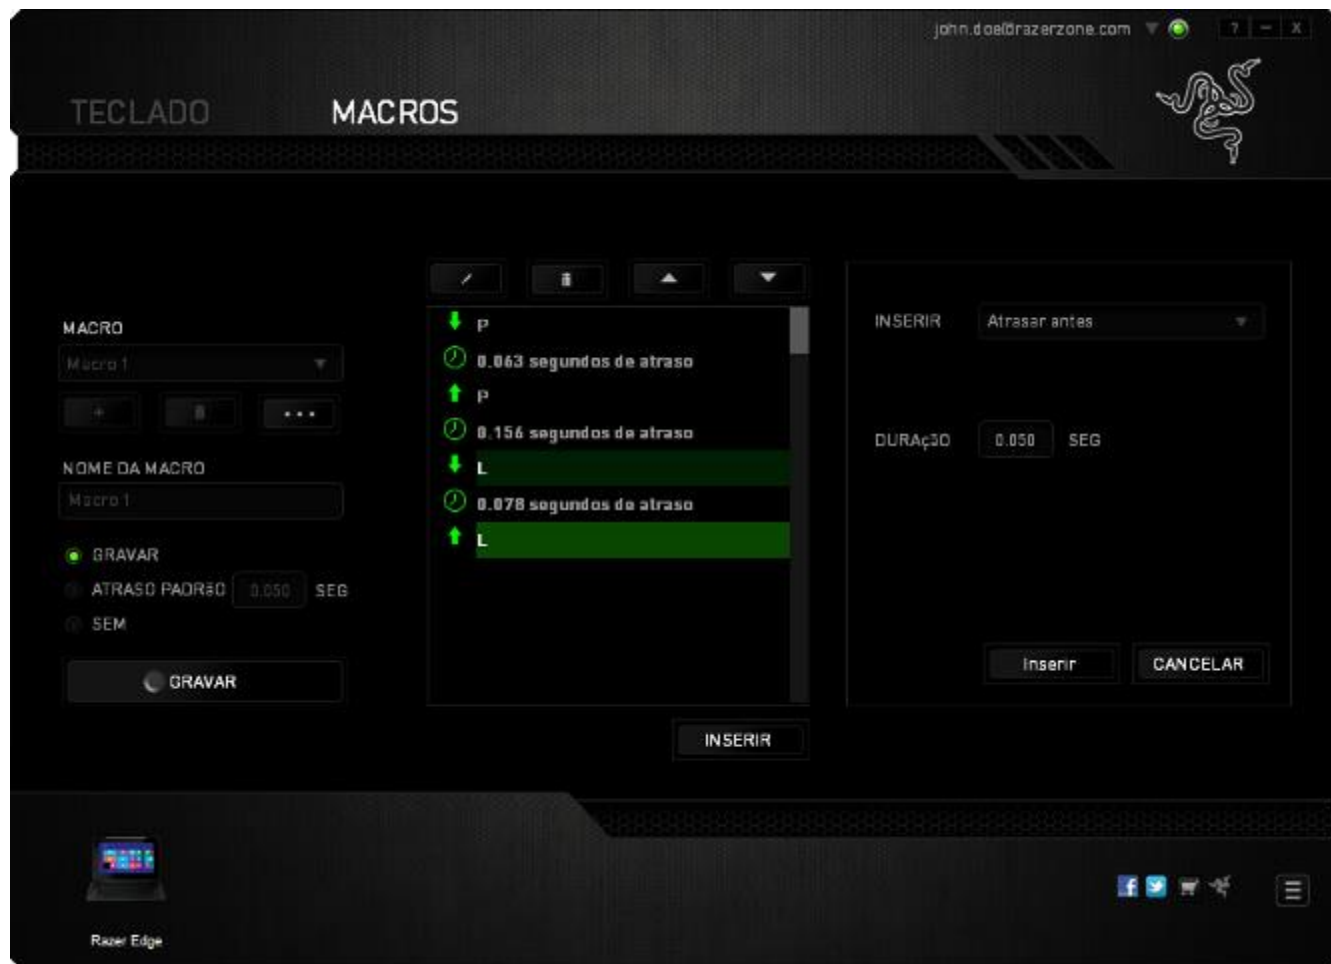 john.doe@razerzone.com
? – X
TECLADO
MACROS
MACRO
Macro 1
NOME DA MACRO
Macro 1
GRAVAR
ATRASO PADRãO 0.050 SEG
SEM
GRAVAR
P
0.063 segundos de atraso
P
0.156 segundos de atraso
L
0.078 segundos de atraso
L
INSERIR
INSERIR Atrasar antes
DURAçãO 0.050 SEG
Inserir CANCELAR
Razer Edge